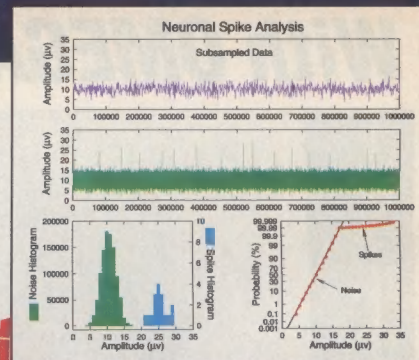 Neuronal Spike Analysis
Subsampled Data
Amplitude (µv)
35
30
25
20
15
10
5
0
0 100000 200000 300000 400000 500000 600000 700000 800000 900000 1000000
Amplitude (µv)
35
30
25
20
15
10
5
0
0 100000 200000 300000 400000 500000 600000 700000 800000 900000 1000000
Noise Histogram
200000
150000
100000
50000
0
10
8
6
4
2
0
Spike Histogram
0 5 10 15 20 25 30 35
Amplitude (µv)
Probability (%)
99.999
99.99
99.9
99
90
70
50
30
10
1
0.1
0.01
0.001
Spikes
Noise
0 5 10 15 20 25 30 35
Amplitude (µv)